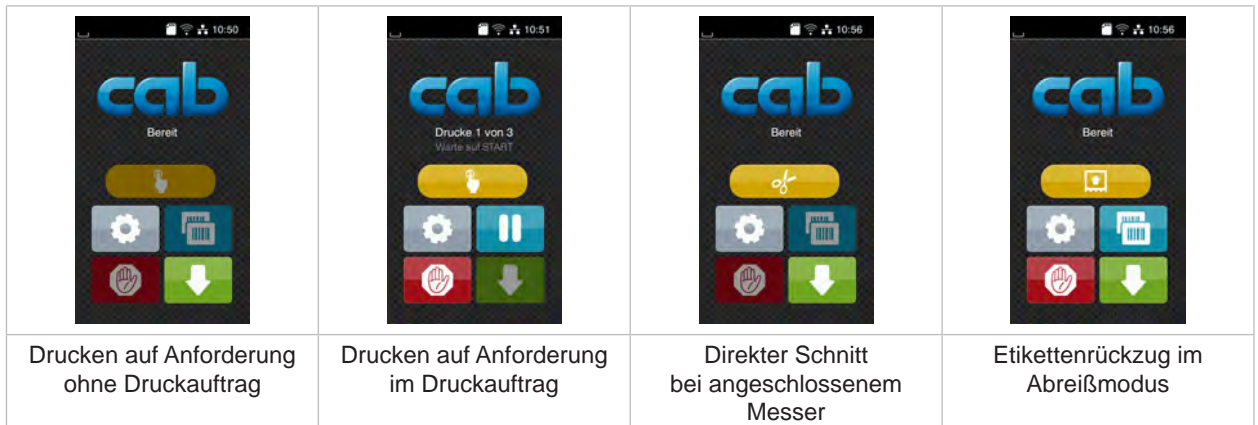 10:50
cab
Bereit
Drucken auf Anforderung
ohne Druckauftrag
10:51
cab
Drucke 1 von 3
Warte auf START
Drucken auf Anforderung
im Druckauftrag
10:56
cab
Bereit
Direkter Schnitt
bei angeschlossenem
Messer
10:56
cab
Bereit
Etikettenrückzug im
Abreißmodus